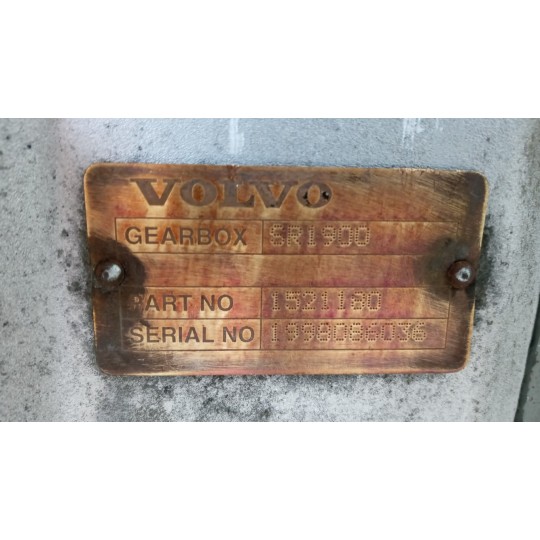 VOLVO
GEARBOX SR1900
PART NO 1521180
SERIAL NO 1998086036